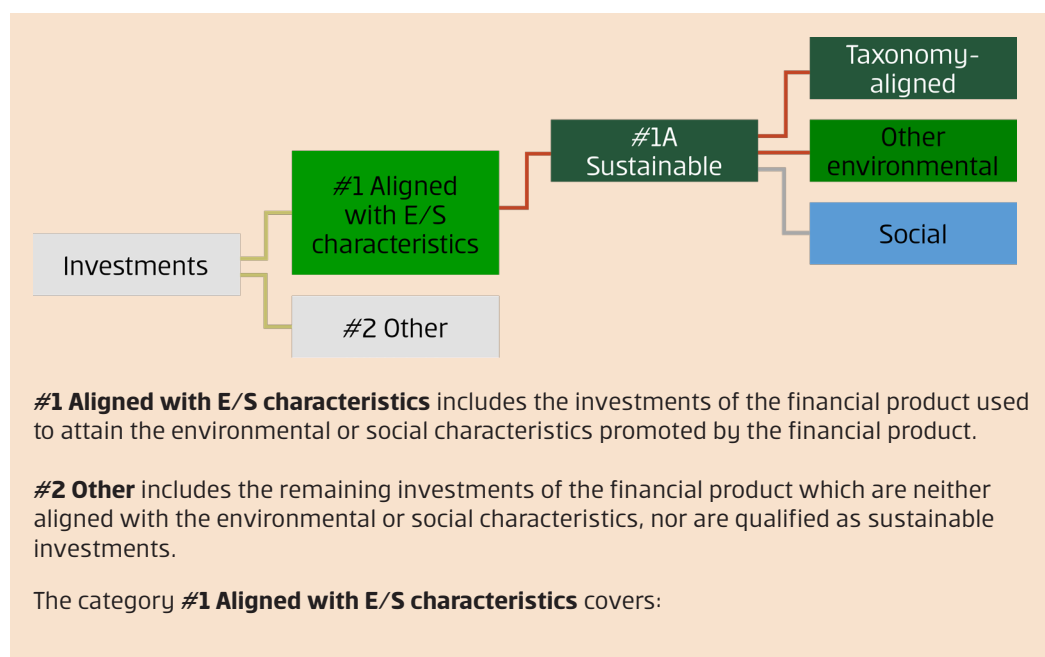 Taxonomy-
aligned
#1A
Sustainable
Other
environmental
#1 Aligned
with E/S
characteristics
Social
Investments
#2 Other
#1 Aligned with E/S characteristics includes the investments of the financial product used
to attain the environmental or social characteristics promoted by the financial product.
#2 Other includes the remaining investments of the financial product which are neither
aligned with the environmental or social characteristics, nor are qualified as sustainable
investments.
The category #1 Aligned with E/S characteristics covers: